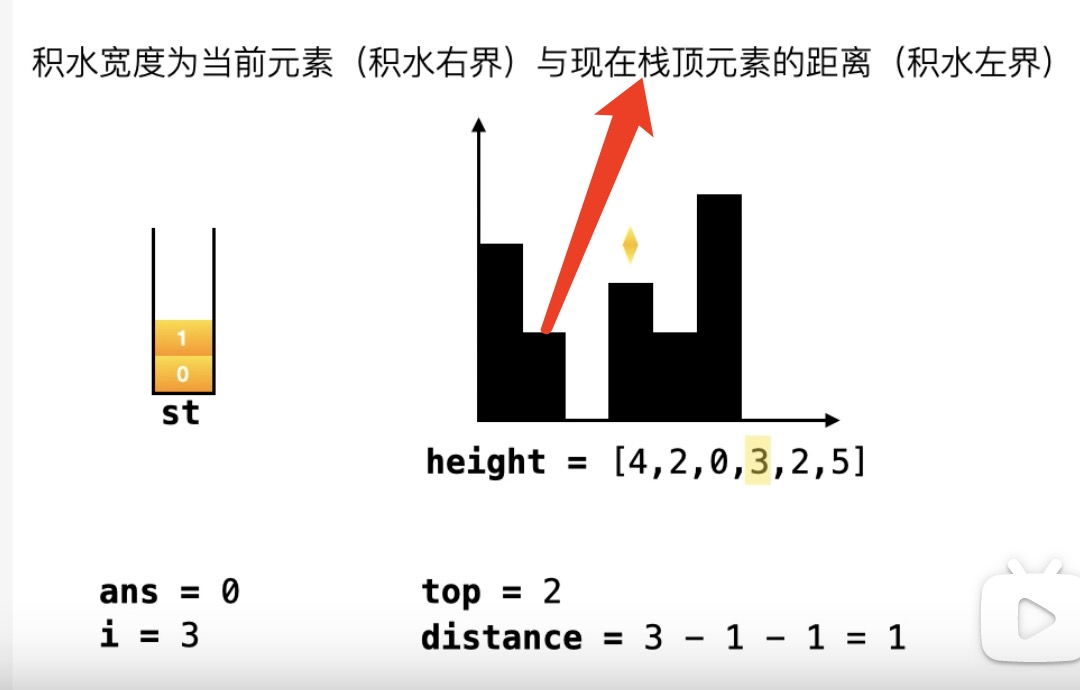 积水宽度为当前元素（积水右界）与现在栈顶元素的距离（积水左界）
1
0
st
height = [4,2,0,3,2,5]
ans = 0
top = 2
i = 3
distance = 3 - 1 - 1 = 1